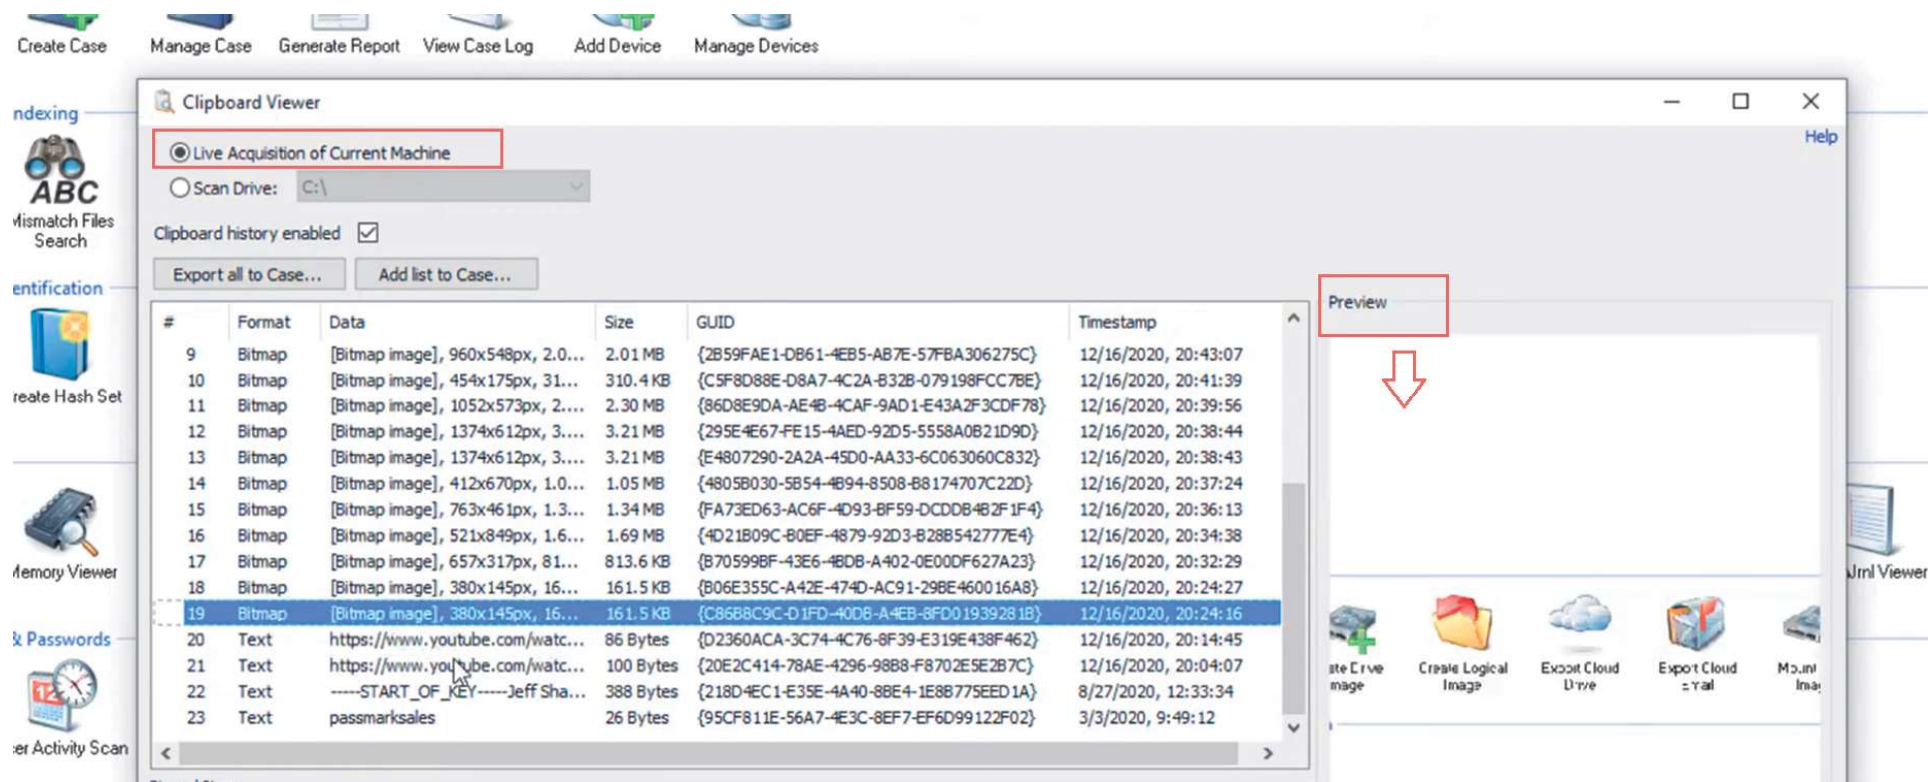 Create Case Manage Case Generate Report View Case Log Add Device Manage Devices
Clipboard Viewer
ndexing
Help
Live Acquisition of Current Machine
Scan Drive: C:\
ABC
Mismatch Files
Search
Clipboard history enabled
Export all to Case... Add list to Case...
entification
Preview
# Format Data Size GUID Timestamp
9 Bitmap [Bitmap image], 960x548px, 2.0... 2.01 MB {2B59FAE1-DB61-4EB5-AB7E-57FBA306275C} 12/16/2020, 20:43:07
10 Bitmap [Bitmap image], 454x175px, 31... 310.4 KB {C5F8D88E-D8A7-4C2A-B32B-079198FCC7BE} 12/16/2020, 20:41:39
reate Hash Set
11 Bitmap [Bitmap image], 1052x573px, 2.... 2.30 MB {86D8E9DA-AE4B-4CAF-9AD1-E43A2F3CDF78} 12/16/2020, 20:39:56
12 Bitmap [Bitmap image], 1374x612px, 3.... 3.21 MB {295E4E67-FE15-4AED-92D5-5558A0B21D9D} 12/16/2020, 20:38:44
13 Bitmap [Bitmap image], 1374x612px, 3.... 3.21 MB {E4807290-2A2A-45D0-AA33-6C063060C832} 12/16/2020, 20:38:43
14 Bitmap [Bitmap image], 412x670px, 1.0... 1.05 MB {4805B030-5B54-4B94-8508-B8174707C22D} 12/16/2020, 20:37:24
15 Bitmap [Bitmap image], 763x461px, 1.3... 1.34 MB {FA73ED63-AC6F-4D93-BF59-DCDDB4B2F1F4} 12/16/2020, 20:36:13
16 Bitmap [Bitmap image], 521x849px, 1.6... 1.69 MB {4D21B09C-B0EF-4879-92D3-B28B542777E4} 12/16/2020, 20:34:38
17 Bitmap [Bitmap image], 657x317px, 81... 813.6 KB {B70599BF-43E6-4BDB-A402-0E00DF627A23} 12/16/2020, 20:32:29
Memory Viewer
Jrnl Viewer
18 Bitmap [Bitmap image], 380x145px, 16... 161.5 KB {B06E355C-A42E-474D-AC91-29BE460016A8} 12/16/2020, 20:24:27
19 Bitmap [Bitmap image], 380x145px, 16... 161.5 KB {C86B8C9C-D1FD-40DB-A4EB-8FD01939281B} 12/16/2020, 20:24:16
& Passwords
20 Text https://www.youtube.com/watc... 86 Bytes {D2360ACA-3C74-4C76-8F39-E319E438F462} 12/16/2020, 20:14:45
21 Text https://www.youtube.com/watc... 100 Bytes {20E2C414-78AE-4296-98B8-F8702E5E2B7C} 12/16/2020, 20:04:07
22 Text -----START_OF_KEY-----Jeff Sha... 388 Bytes {218D4EC1-E35E-4A40-8BE4-1E8B775EED1A} 8/27/2020, 12:33:34
23 Text passmarksales 26 Bytes {95CF811E-56A7-4E3C-8EF7-EF6D99122F02} 3/3/2020, 9:49:12
ate Drive Create Logical Export Cloud Export Cloud Mount
mage Image Drive Email Imag
12
er Activity Scan